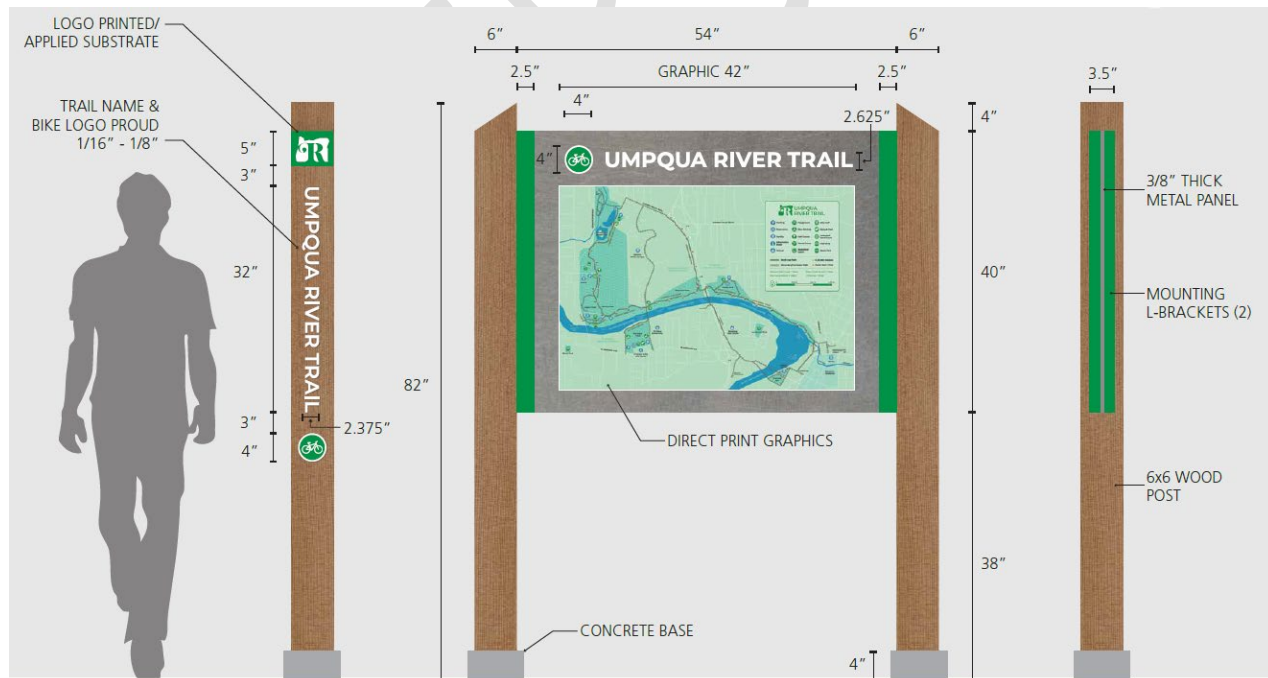 LOGO PRINTED/
APPLIED SUBSTRATE
TRAIL NAME &
BIKE LOGO PROUD
1/16” - 1/8”
5”
3”
32”
3”
4”
2.375”
UMPQUA RIVER TRAIL
82”
6”
54”
6”
2.5”
GRAPHIC 42”
2.5”
4”
2.625”
4”
UMPQUA RIVER TRAIL
UMPQUA
RIVER TRAIL
DIRECT PRINT GRAPHICS
CONCRETE BASE
4”
3.5”
4”
40”
38”
3/8” THICK
METAL PANEL
MOUNTING
L-BRACKETS (2)
6x6 WOOD
POST